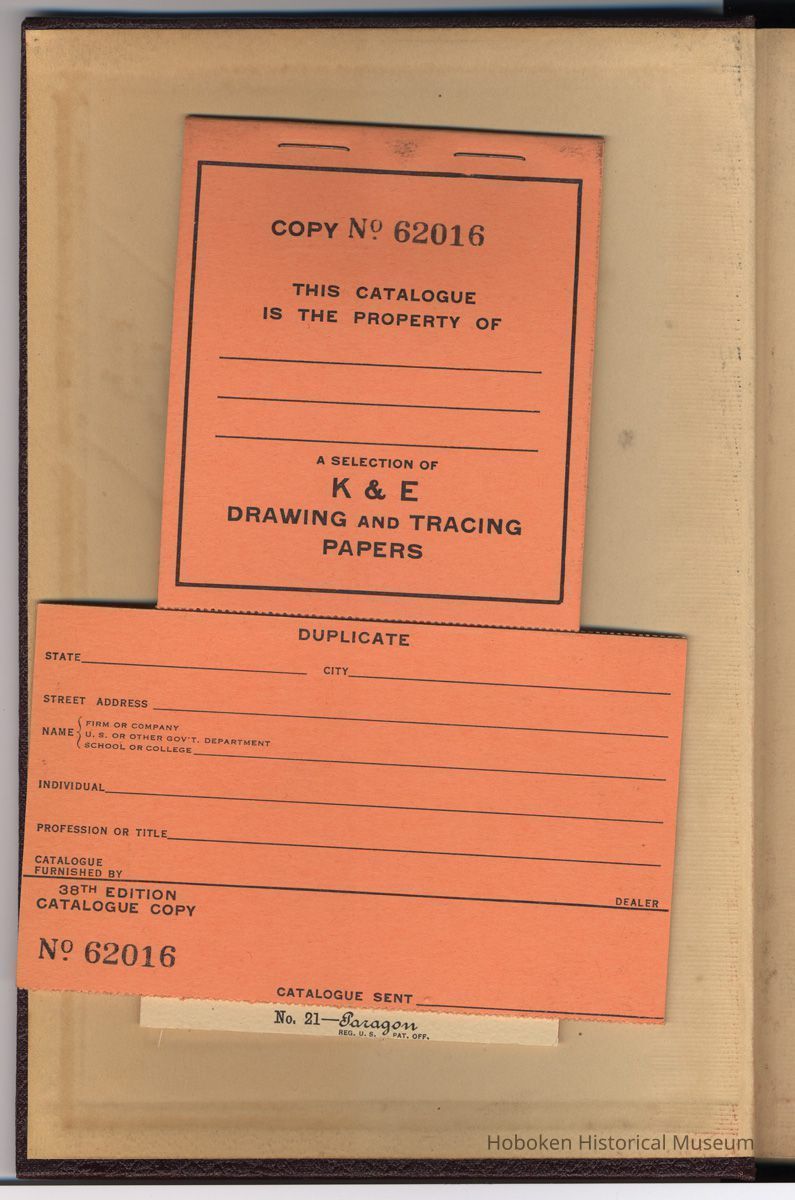 COPY Nº 62016
THIS CATALOGUE
IS THE PROPERTY OF
A SELECTION OF
K & E
DRAWING AND TRACING
PAPERS
DUPLICATE
STATE CITY
STREET ADDRESS
NAME { FIRM OR COMPANY
U. S. OR OTHER GOV'T. DEPARTMENT
SCHOOL OR COLLEGE
INDIVIDUAL
PROFESSION OR TITLE
CATALOGUE
FURNISHED BY DEALER
38TH EDITION
CATALOGUE COPY
Nº 62016
CATALOGUE SENT
No. 21—Paragon
REG. U. S. PAT. OFF.
Hoboken Historical Museum